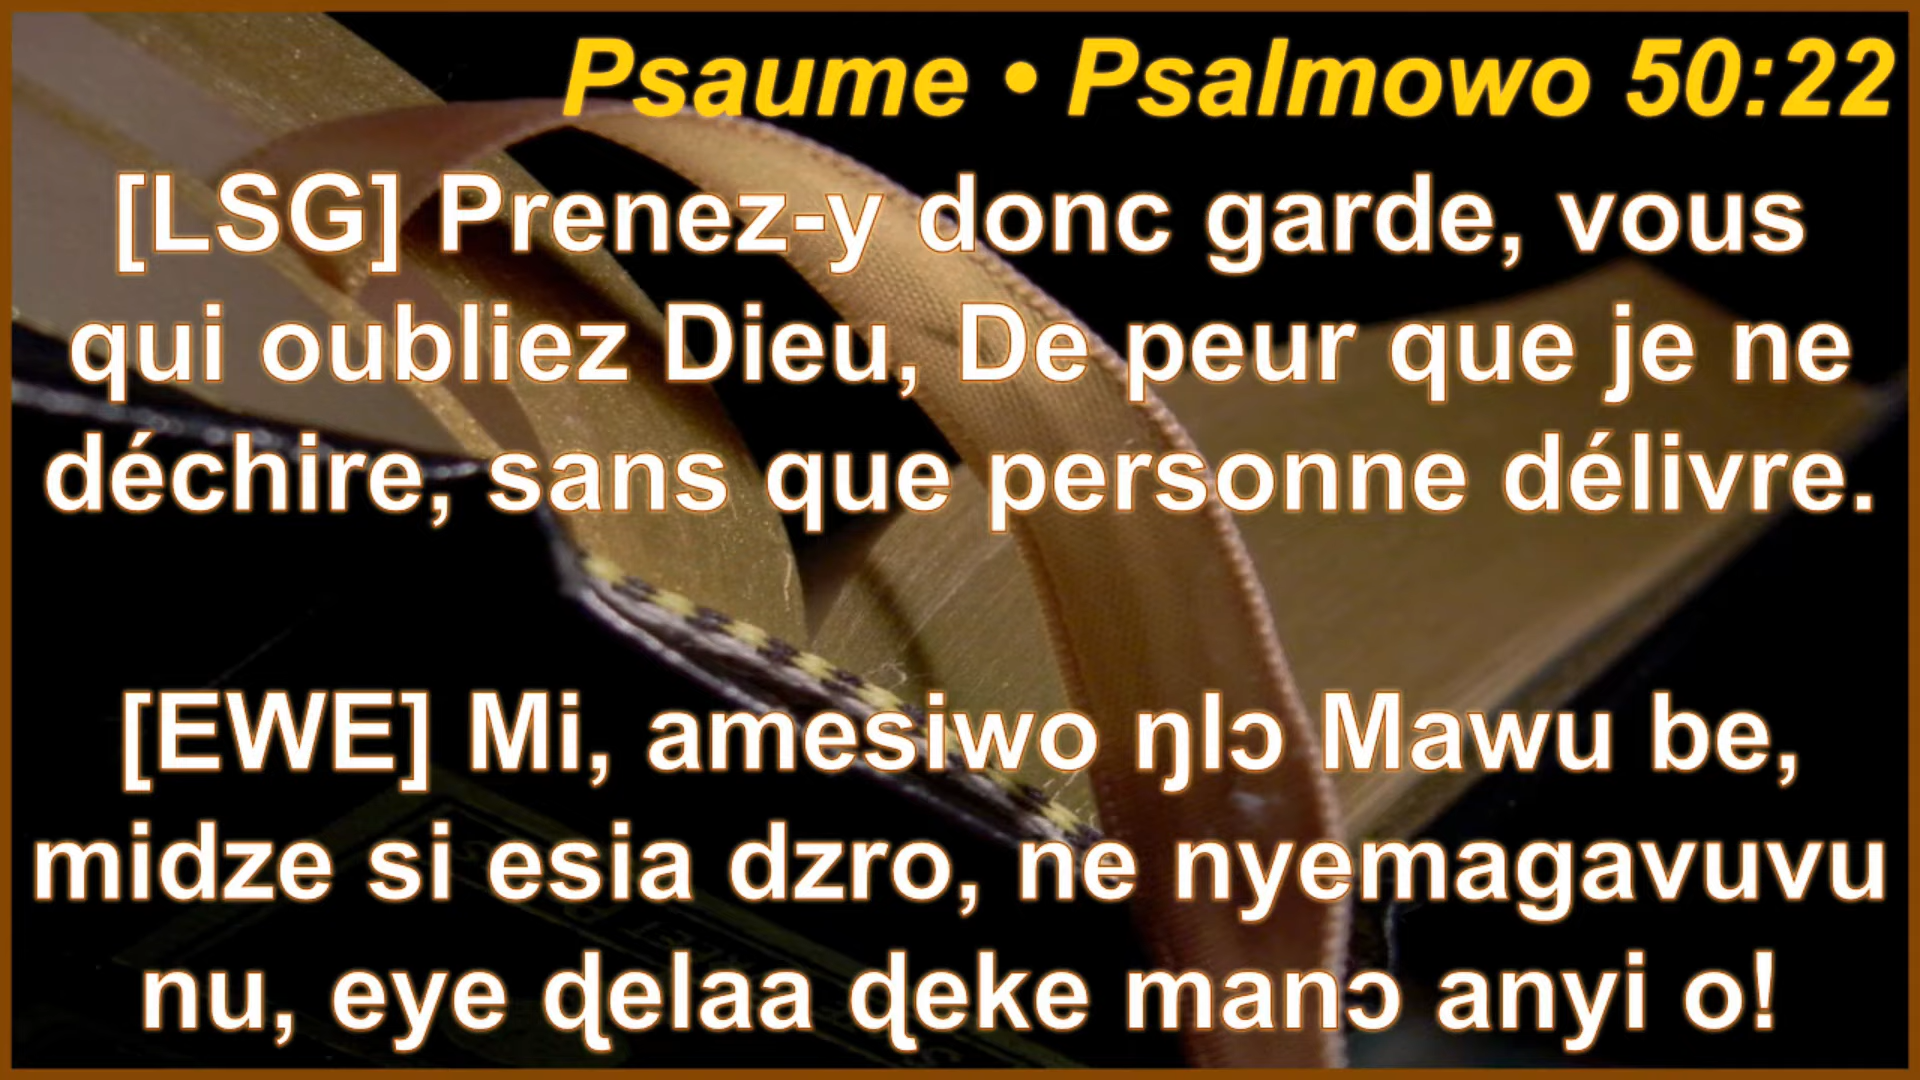 Psaume • Psalmowo 50:22
[LSG] Prenez-y donc garde, vous
qui oubliez Dieu, De peur que je ne
déchire, sans que personne délivre.
[EWE] Mi, amesiwo ŋlɔ Mawu be,
midze si esia dzro, ne nyemagavuvu
nu, eye ɖelaa ɖeke manɔ anyi o!